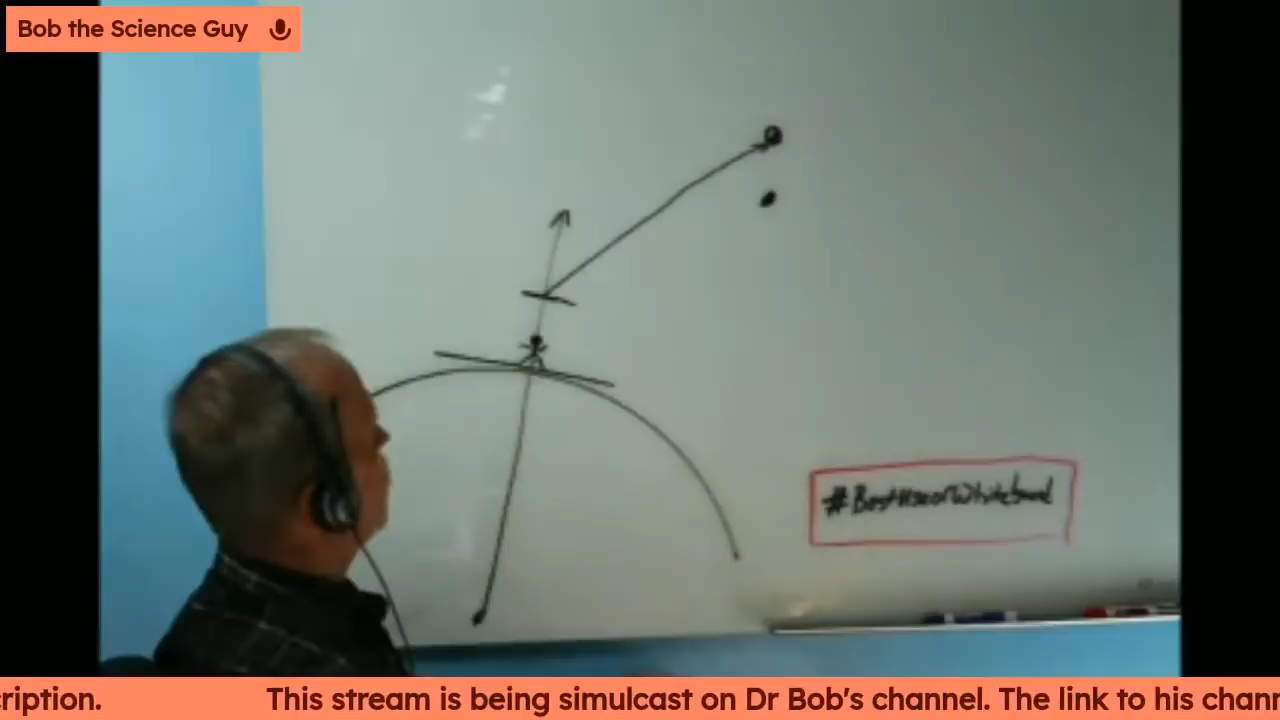 Bob the Science Guy
#BestUseofWhiteboard
cription. This stream is being simulcast on Dr Bob's channel. The link to his chann